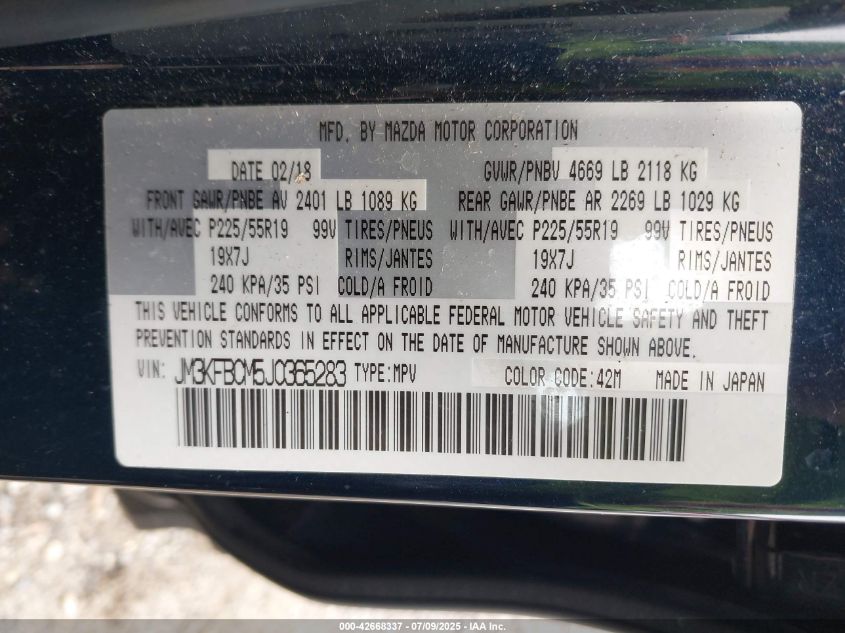 MFD. BY MAZDA MOTOR CORPORATION
DATE 02/18 GVWR/PNBV 4669 LB 2118 KG
FRONT GAWR/PNBE AV 2401 LB 1089 KG REAR GAWR/PNBE AR 2269 LB 1029 KG
WITH/AVEC P225/55R19 99V TIRES/PNEUS WITH/AVEC P225/55R19 99V TIRES/PNEUS
19X7J RIMS/JANTES 19X7J RIMS/JANTES
240 KPA/35 PSI COLD/A FROID 240 KPA/35 PSI COLD/A FROID
THIS VEHICLE CONFORMS TO ALL APPLICABLE FEDERAL MOTOR VEHICLE SAFETY AND THEFT
PREVENTION STANDARDS IN EFFECT ON THE DATE OF MANUFACTURE SHOWN ABOVE.
VIN: JM3KFBCM5J0365283 TYPE:MPV COLOR CODE:42M MADE IN JAPAN
000-42668337 - 07/09/2025 - IAA Inc.